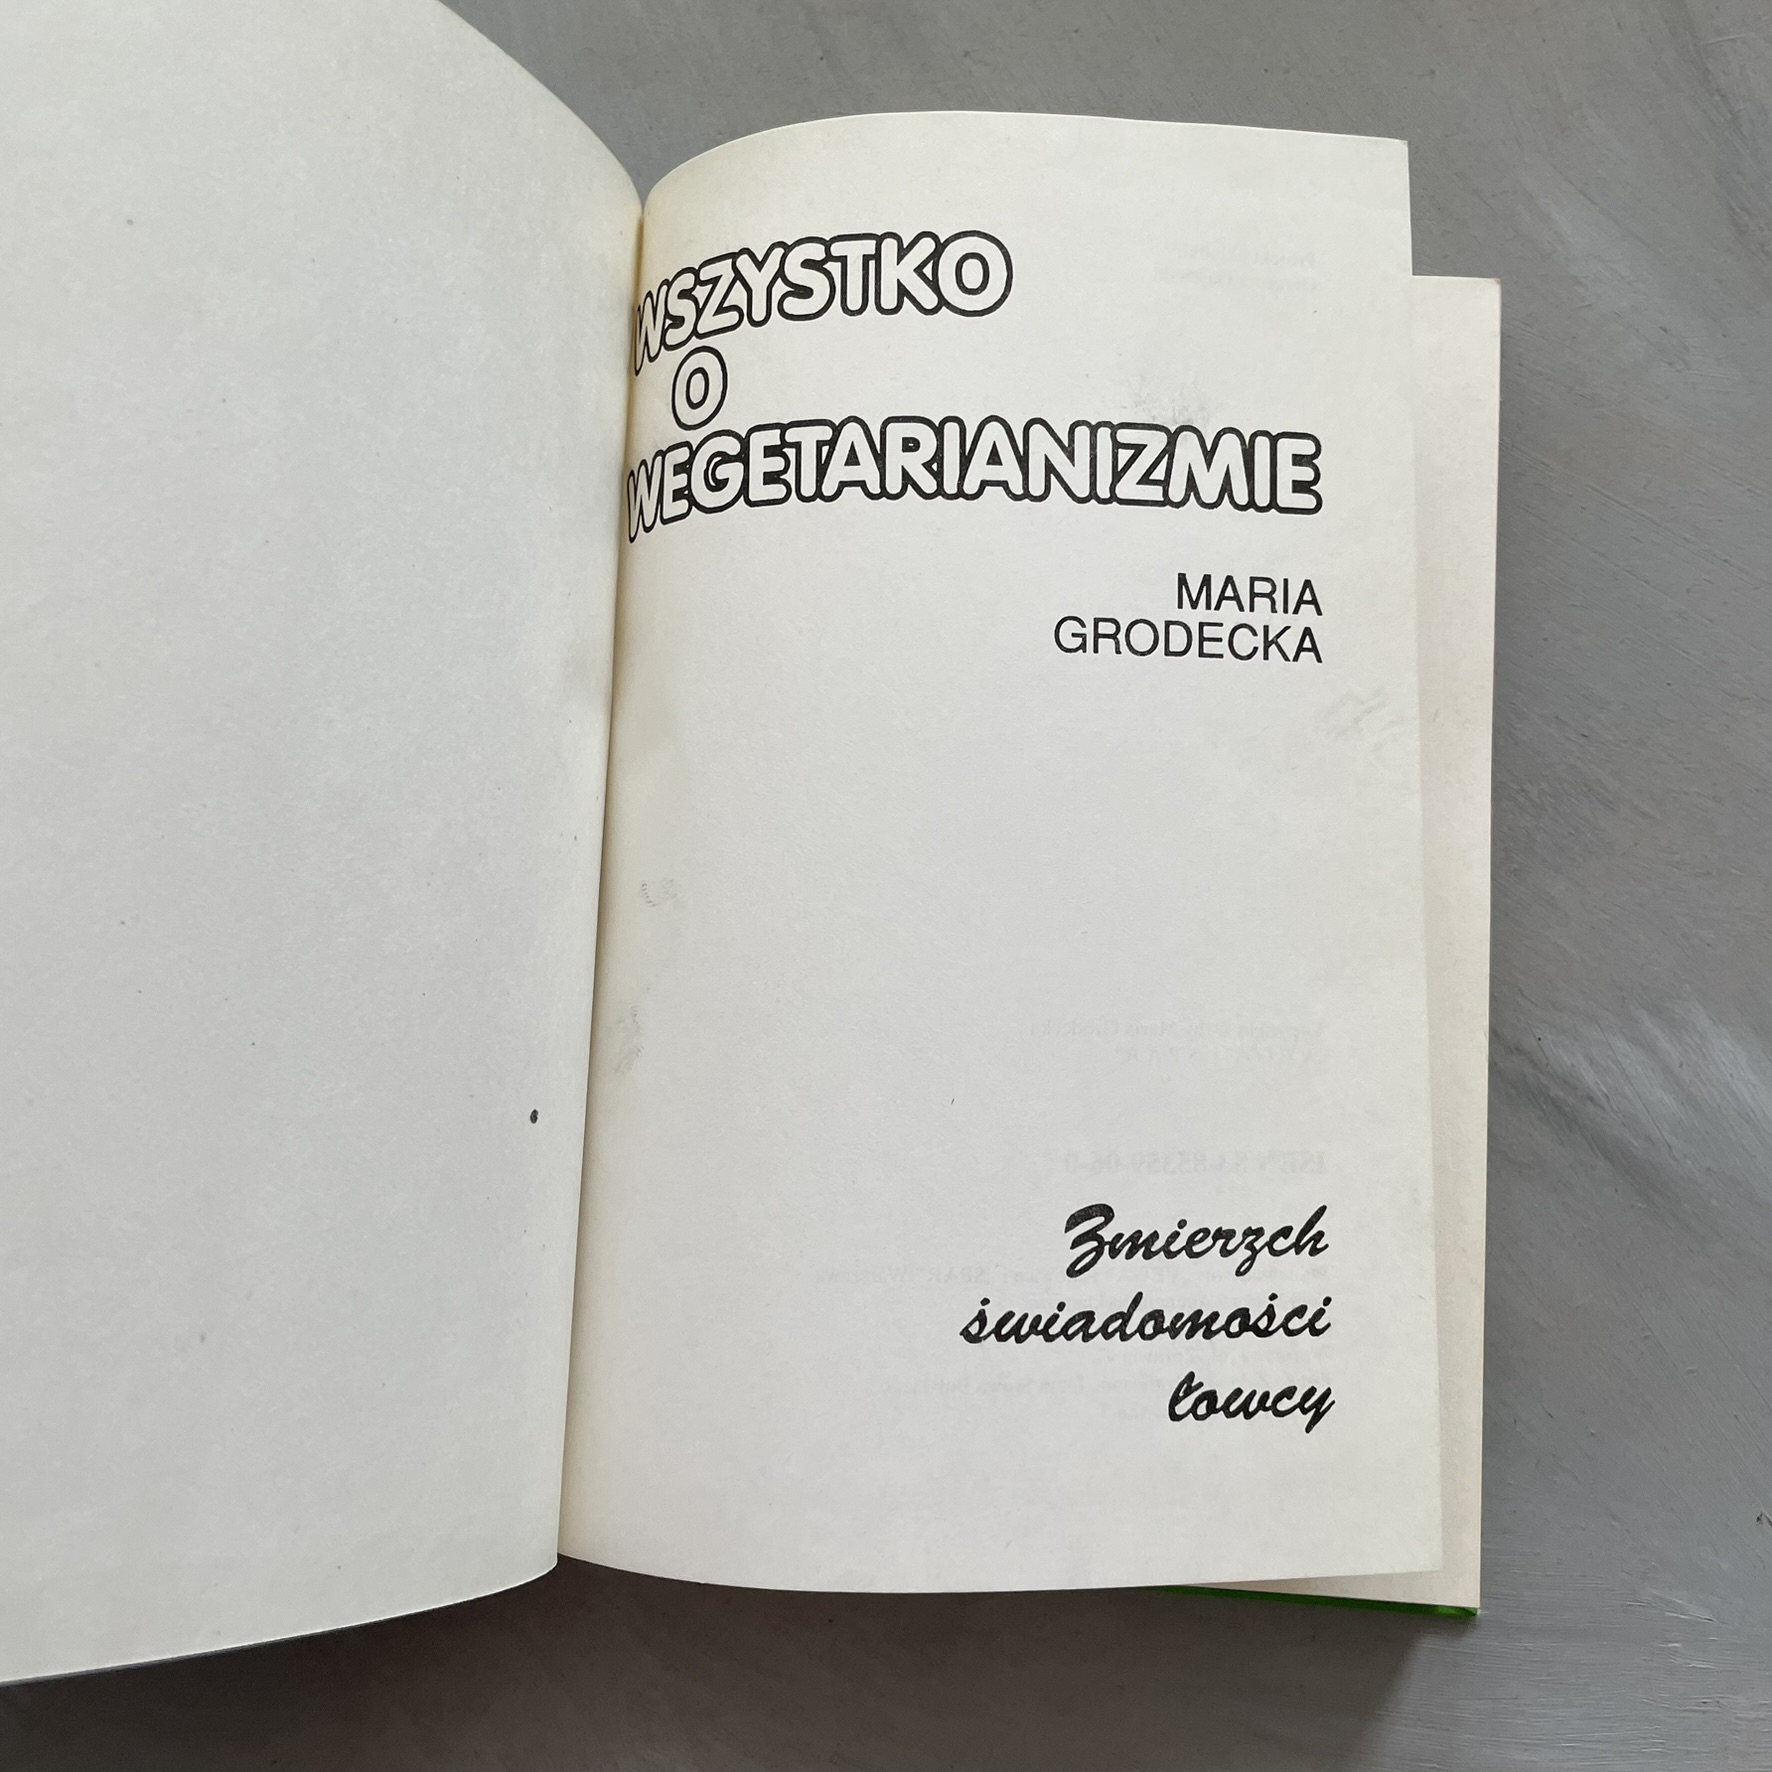 WSZYSTKO
O
WEGETARIANIZMIE
MARIA
GRODECKA
Zmierzch
świadomości
łowcy